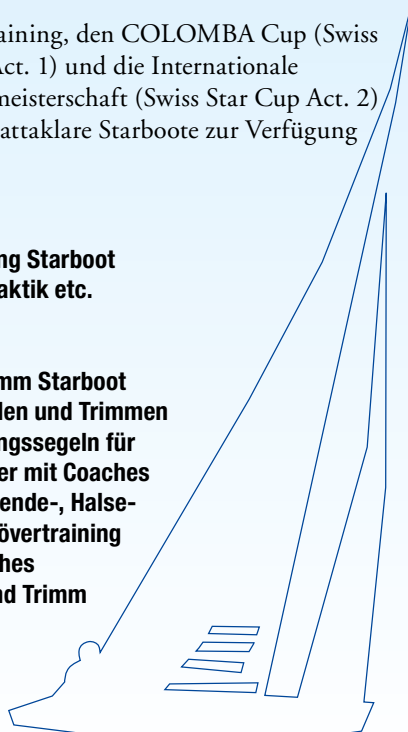 aining, den COLOMBA Cup (Swiss
Act. 1) und die Internationale
meisterschaft (Swiss Star Cup Act. 2)
attaklare Starboote zur Verfügung
ng Starboot
aktik etc.
mm Starboot
den und Trimmen
ngssegeln für
er mit Coaches
ende-, Halse-
övertraining
hes
nd Trimm